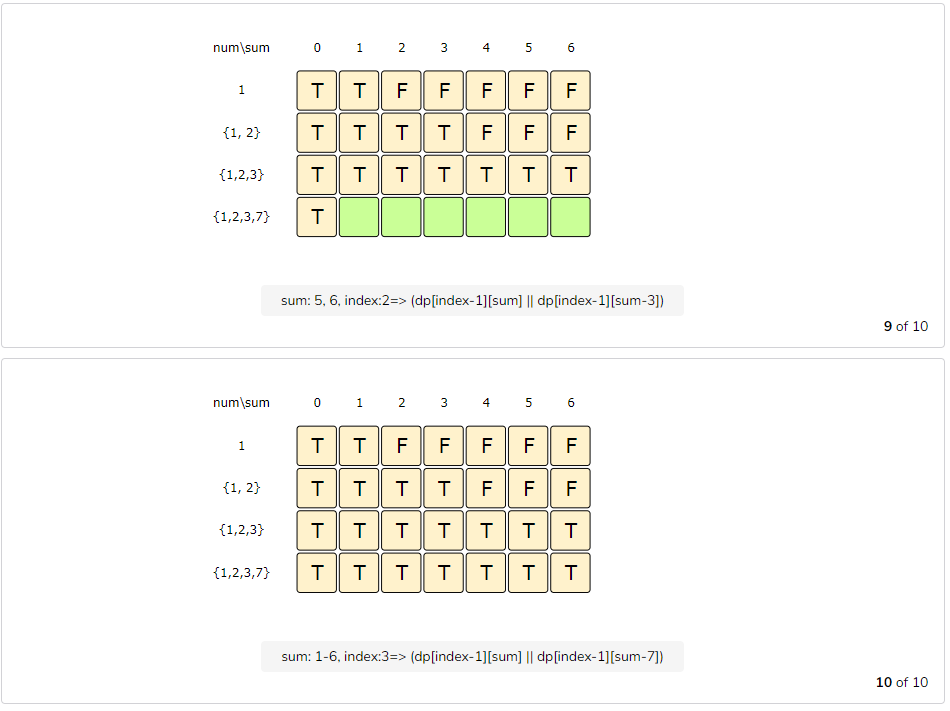 num\sum 0 1 2 3 4 5 6
1 T T F F F F F
{1, 2} T T T T F F F
{1,2,3} T T T T T T T
{1,2,3,7} T
sum: 5, 6, index:2=> (dp[index-1][sum] || dp[index-1][sum-3])
9 of 10
num\sum 0 1 2 3 4 5 6
1 T T F F F F F
{1, 2} T T T T F F F
{1,2,3} T T T T T T T
{1,2,3,7} T T T T T T T
sum: 1-6, index:3=> (dp[index-1][sum] || dp[index-1][sum-7])
10 of 10